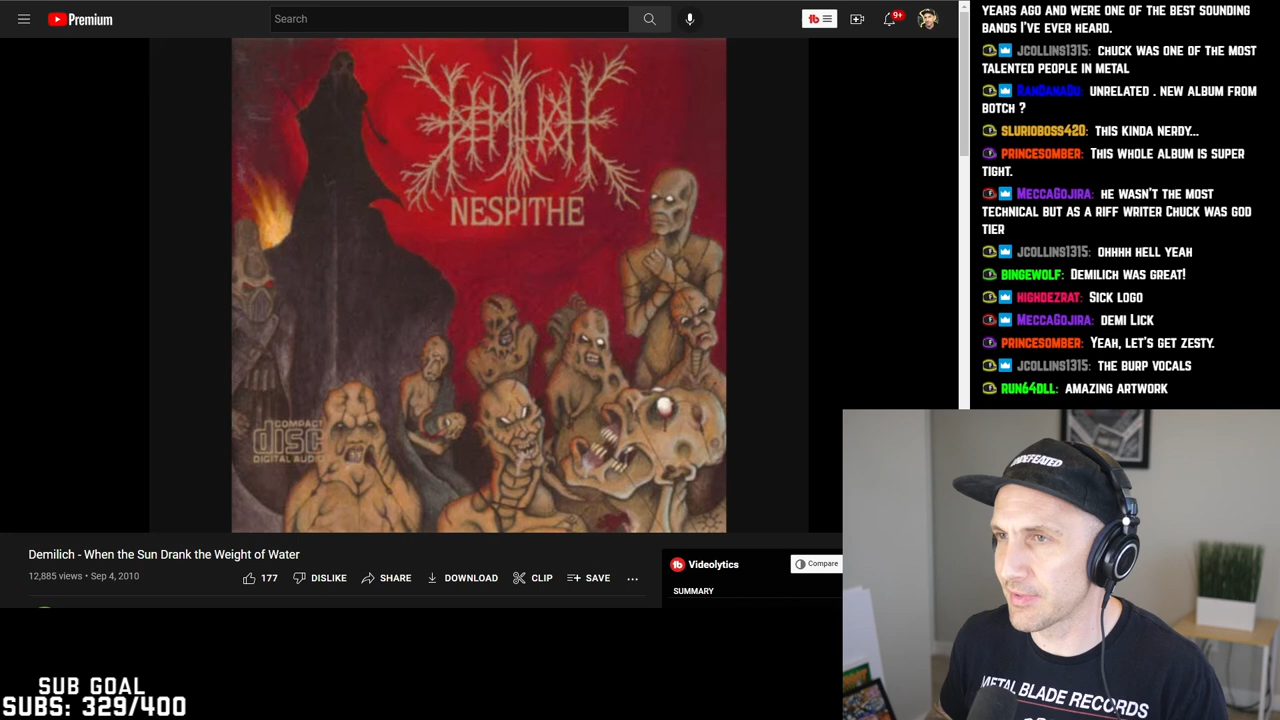 Premium
Search
9+
DEMILICH
NESPITHE
COMPACT
disc
DIGITAL AUDIO
Demilich - When the Sun Drank the Weight of Water
12,885 views • Sep 4, 2010
177 DISLIKE SHARE DOWNLOAD CLIP SAVE ...
tb Videolytics
Compare
SUMMARY
SUB GOAL
SUBS: 329/400
YEARS AGO AND WERE ONE OF THE BEST SOUNDING
BANDS I'VE EVER HEARD.
JCOLLINS1315: CHUCK WAS ONE OF THE MOST
TALENTED PEOPLE IN METAL
RANDANADU: UNRELATED . NEW ALBUM FROM
BOTCH ?
SLURIOBOSS420: THIS KINDA NERDY...
PRINCESOMBER: THIS WHOLE ALBUM IS SUPER
TIGHT.
MECCAGOJIRA: HE WASN'T THE MOST
TECHNICAL BUT AS A RIFF WRITER CHUCK WAS GOD
TIER
JCOLLINS1315: OHHHH HELL YEAH
BINGEWOLF: DEMILICH WAS GREAT!
HIGHDEZRAT: SICK LOGO
MECCAGOJIRA: DEMI LICK
PRINCESOMBER: YEAH, LET'S GET ZESTY.
JCOLLINS1315: THE BURP VOCALS
RUN64DLL: AMAZING ARTWORK
UNDEFEATED
METAL BLADE RECORDS